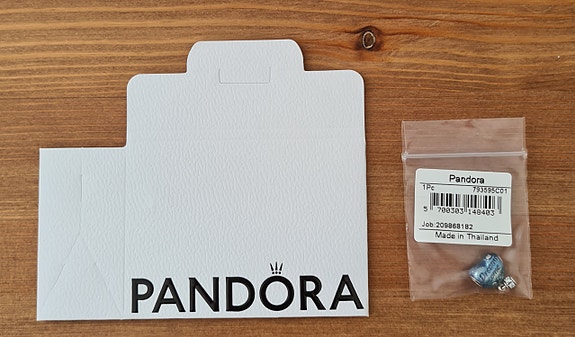 PANDORA
Pandora
1Pc 793595C01
5 700303 148403
Job:209868182
Made in Thailand